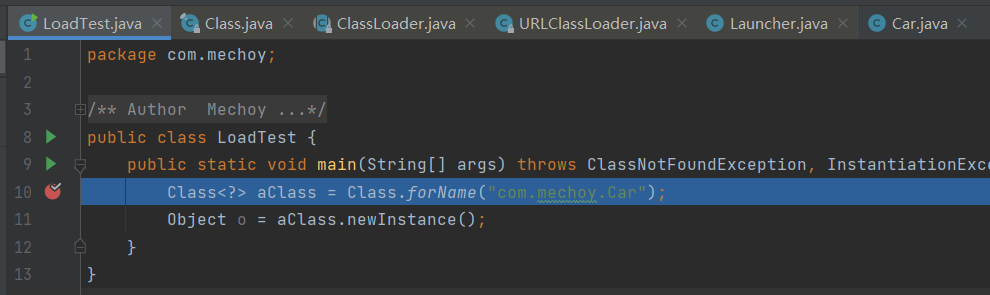 LoadTest.java Class.java ClassLoader.java URLClassLoader.java Launcher.java Car.java
1 package com.mechoy;
2
3 /** Author  Mechoy ...*/
8 public class LoadTest {
9 public static void main(String[] args) throws ClassNotFoundException, InstantiationExce
10 Class<?> aClass = Class.forName("com.mechoy.Car");
11 Object o = aClass.newInstance();
12 }
13 }